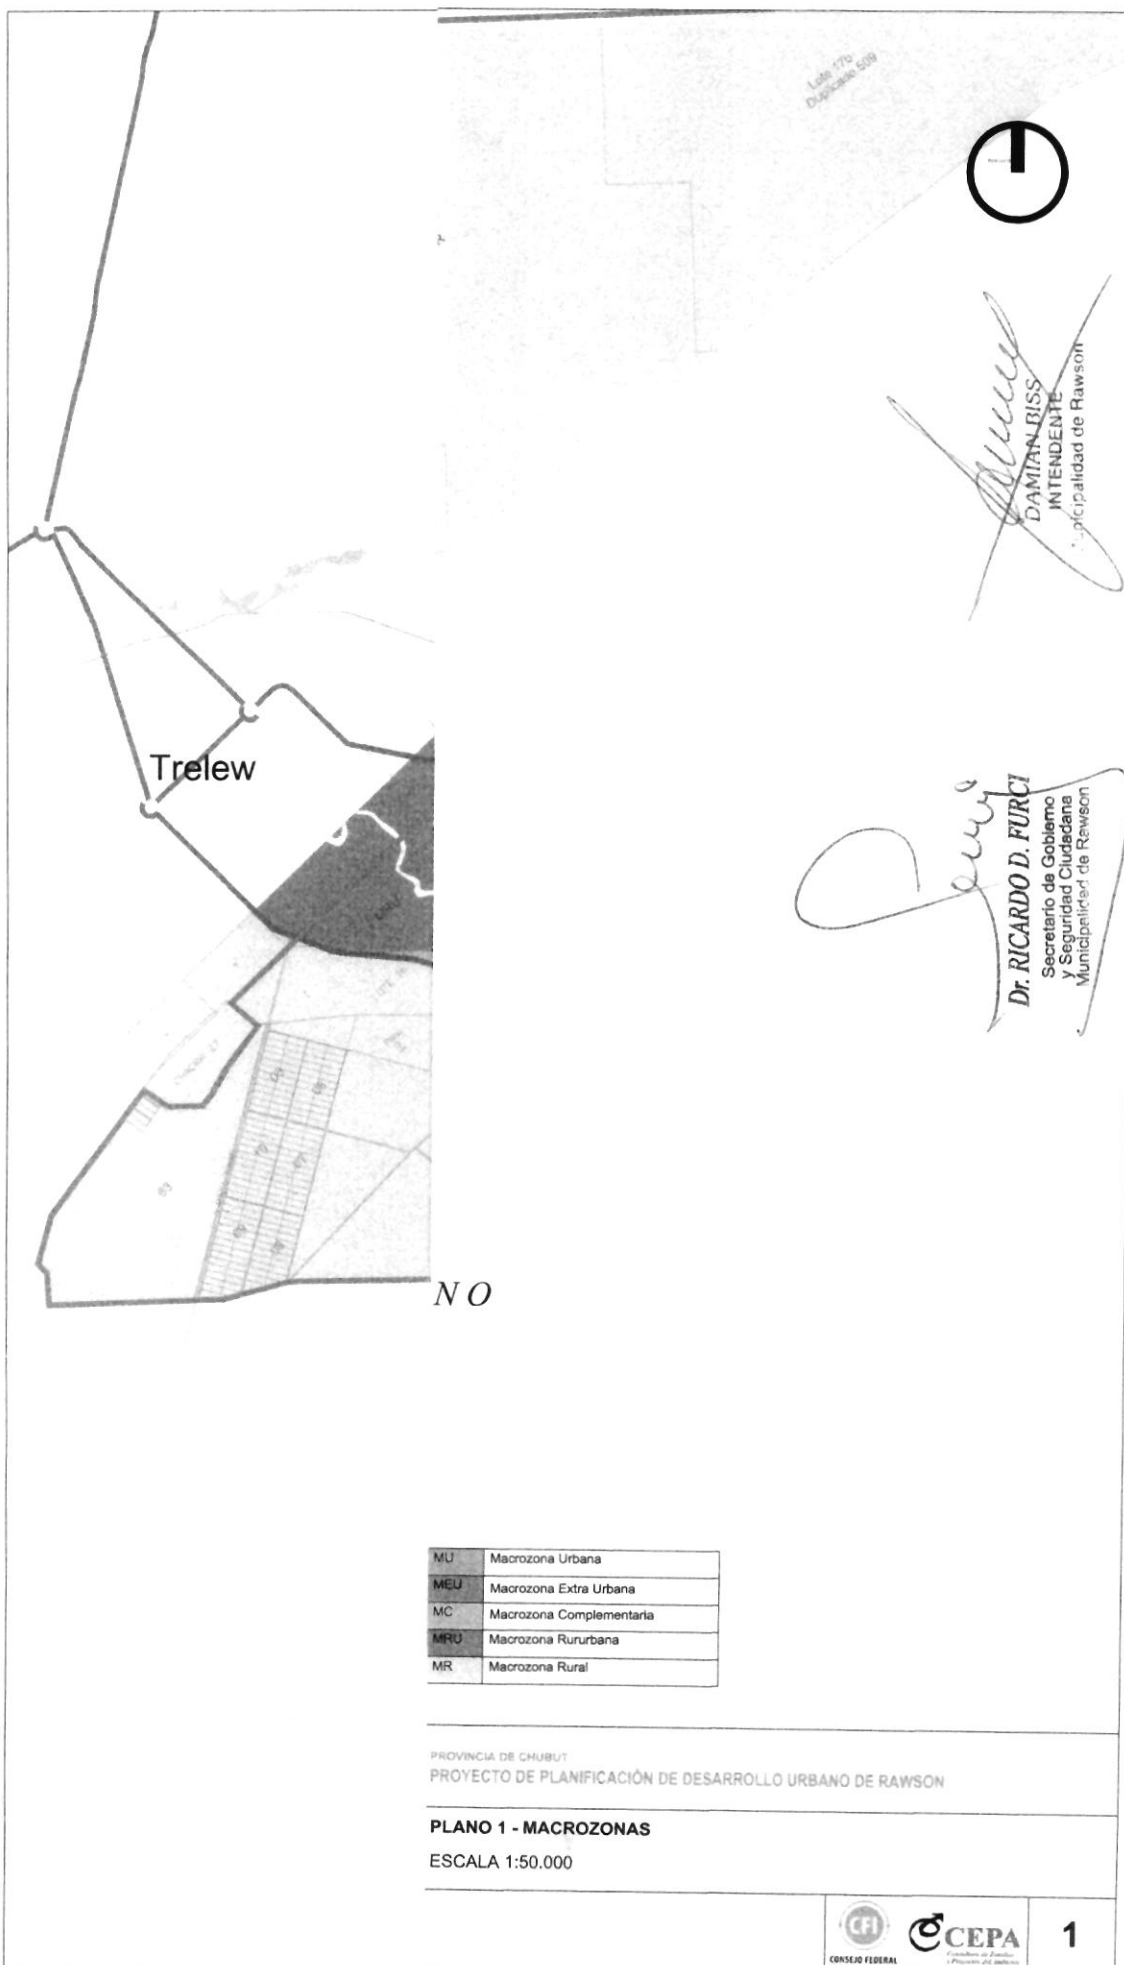 Lote 17b
Duplicado 509
DAMIAN BISS
INTENDENTE
Municipalidad de Rawson
Trelew
Dr. RICARDO D. FURCI
Secretario de Gobierno
y Seguridad Ciudadana
Municipalidad de Rawson
63
NO
MU Macrozona Urbana
MEU Macrozona Extra Urbana
MC Macrozona Complementaria
MRU Macrozona Rururbana
MR Macrozona Rural
PROVINCIA DE CHUBUT
PROYECTO DE PLANIFICACIÓN DE DESARROLLO URBANO DE RAWSON
PLANO 1 - MACROZONAS
ESCALA 1:50.000
CFI
CONSEJO FEDERAL
CEPA
1